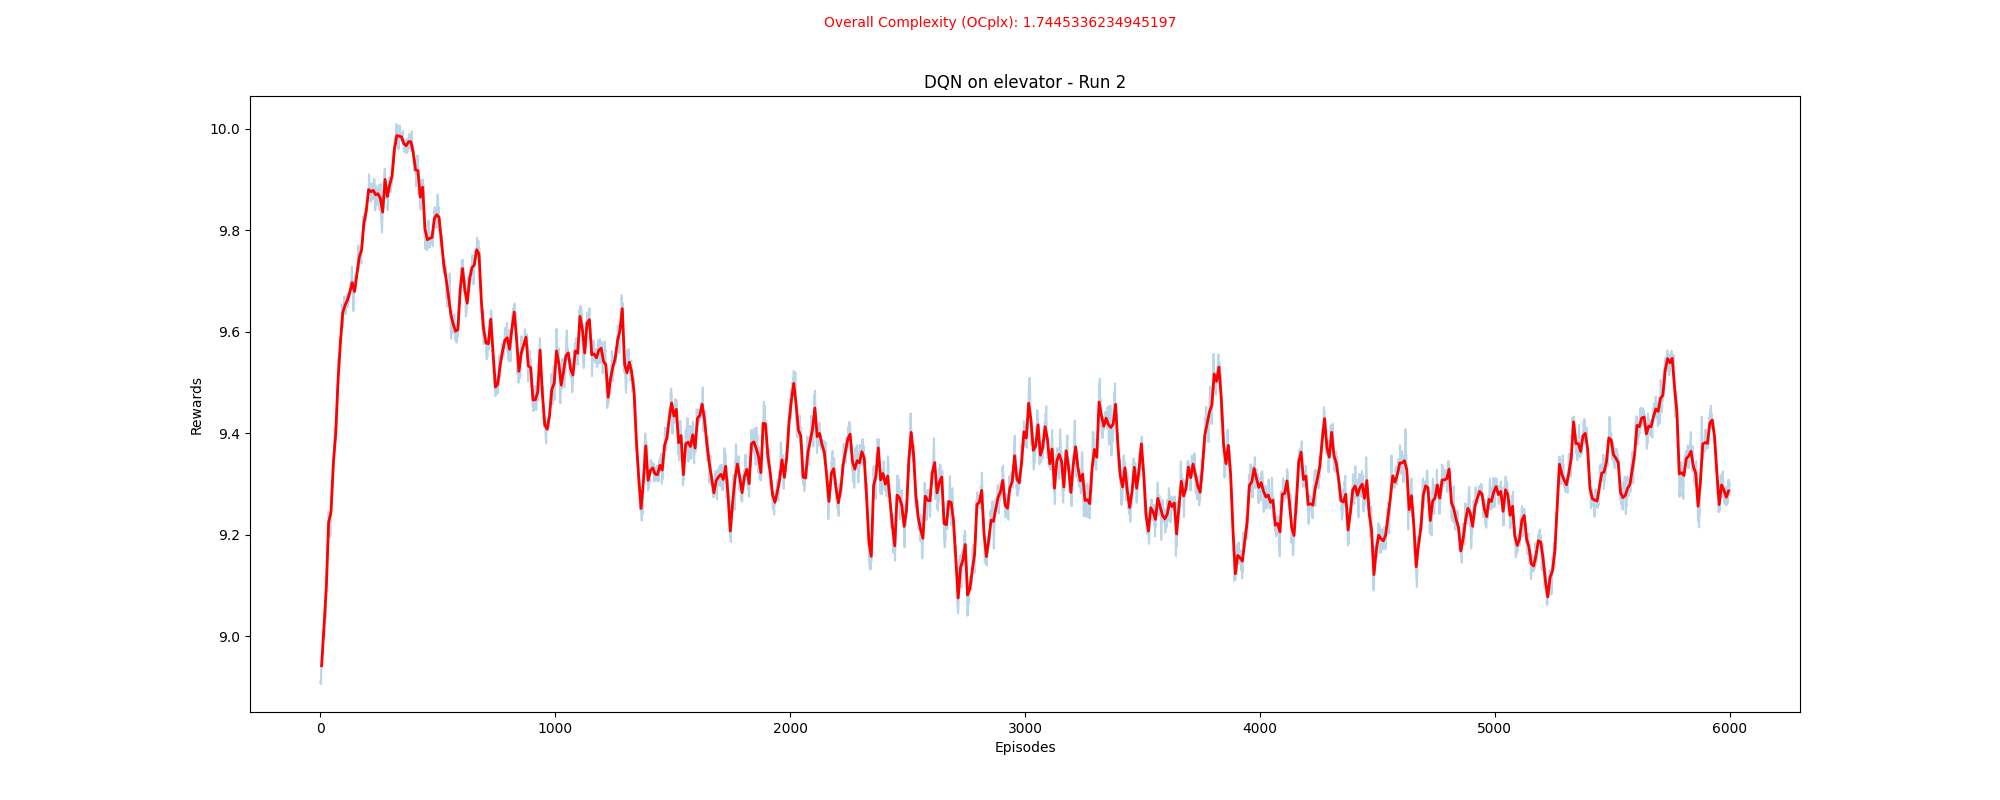 Overall Complexity (OCplx): 1.7445336234945197
DQN on elevator - Run 2
Rewards
10.0
9.8
9.6
9.4
9.2
9.0
0 1000 2000 3000 4000 5000 6000
Episodes